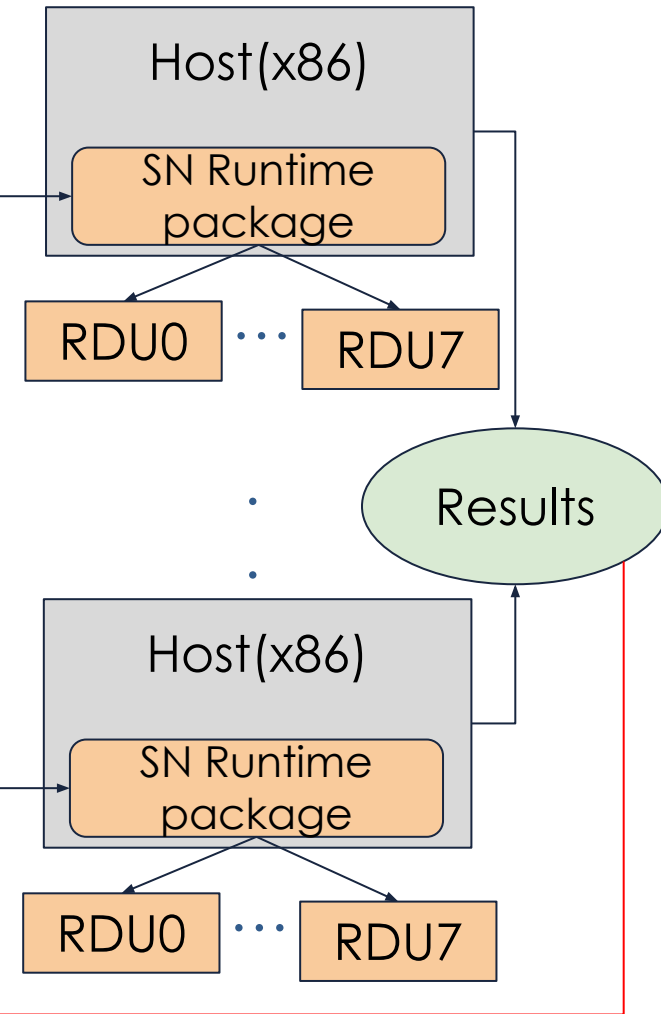 Host(x86)
SN Runtime
package
RDU0
RDU7
Results
Host(x86)
SN Runtime
package
RDU0
RDU7